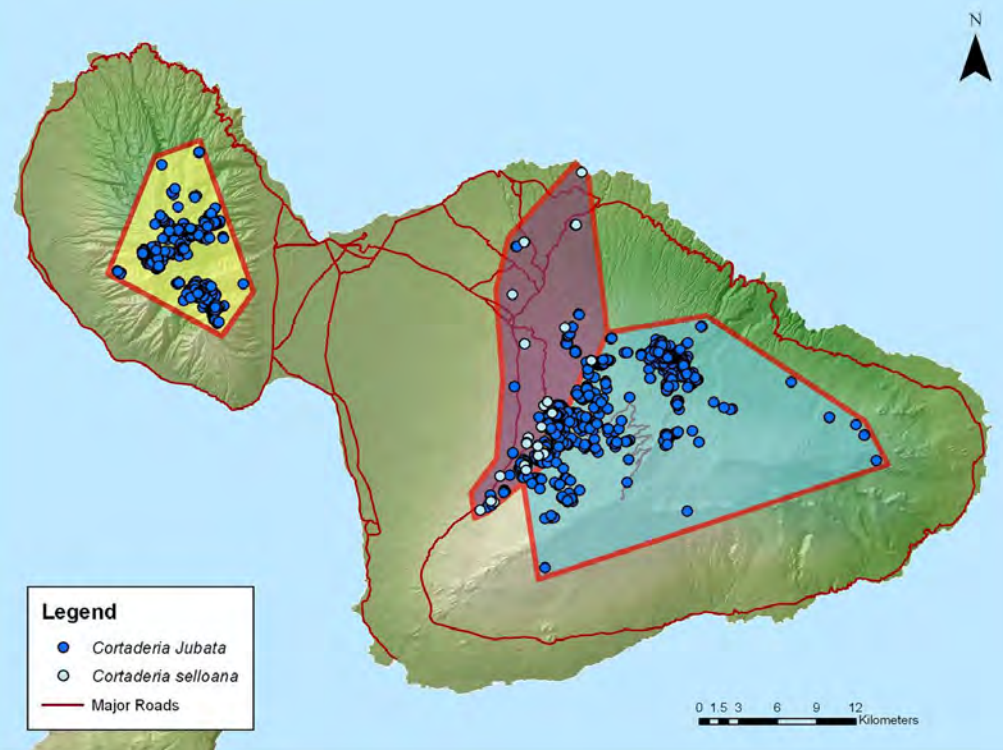 N
Legend
Cortaderia Jubata
Cortaderia selloana
Major Roads
0 1.5 3 6 9 12
Kilometers